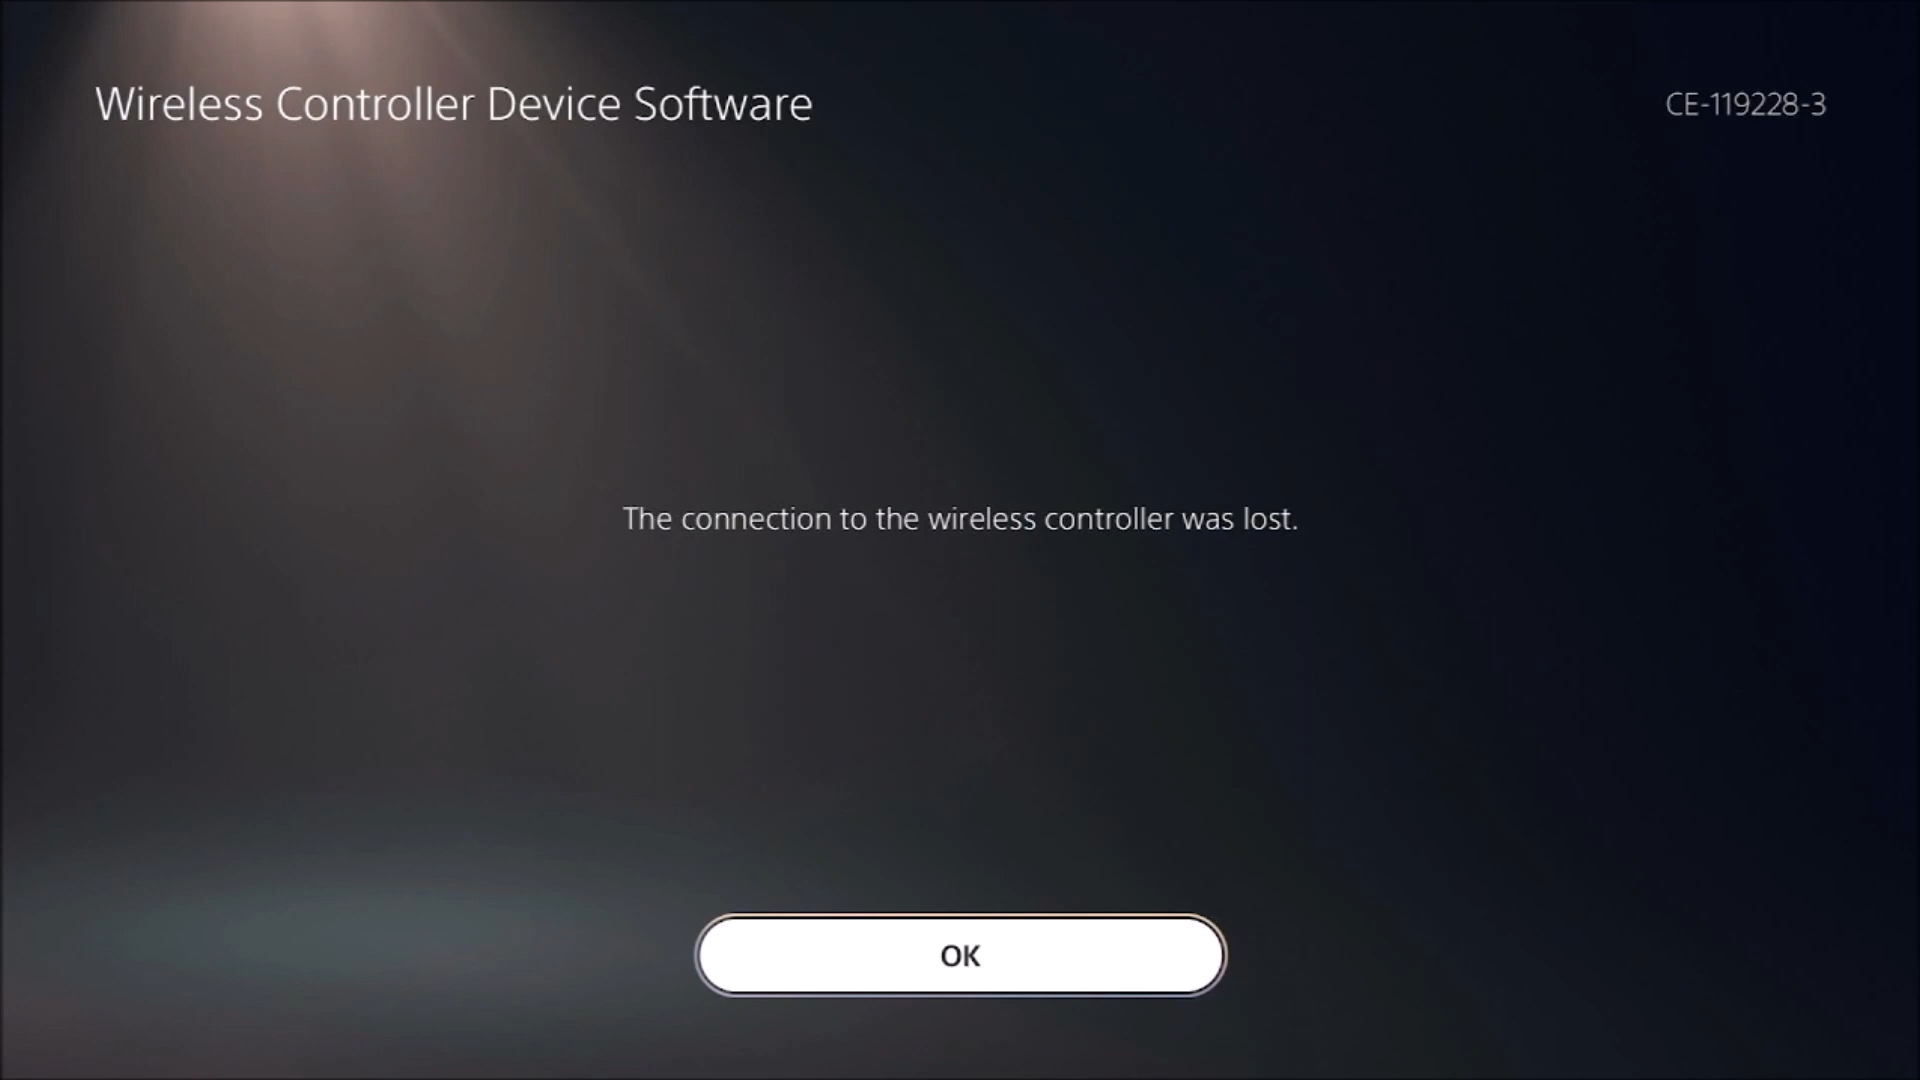 Wireless Controller Device Software
CE-119228-3
The connection to the wireless controller was lost.
OK